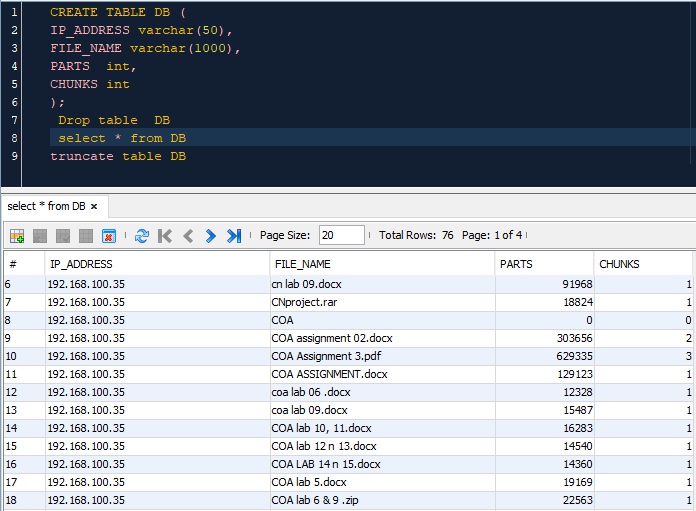 1 CREATE TABLE DB (
2 IP_ADDRESS varchar(50),
3 FILE_NAME varchar(1000),
4 PARTS  int,
5 CHUNKS int
6 );
7 Drop table  DB
8 select * from DB
9 truncate table DB
select * from DB ×
Page Size: 20 Total Rows: 76 Page: 1 of 4
# IP_ADDRESS FILE_NAME PARTS CHUNKS
6 192.168.100.35 cn lab 09.docx 91968 1
7 192.168.100.35 CNproject.rar 18824 1
8 192.168.100.35 COA 0 0
9 192.168.100.35 COA assignment 02.docx 303656 2
10 192.168.100.35 COA Assignment 3.pdf 629335 3
11 192.168.100.35 COA ASSIGNMENT.docx 129123 1
12 192.168.100.35 coa lab 06 .docx 12328 1
13 192.168.100.35 coa lab 09.docx 15487 1
14 192.168.100.35 COA lab 10, 11.docx 16283 1
15 192.168.100.35 COA lab 12 n 13.docx 14540 1
16 192.168.100.35 COA LAB 14 n 15.docx 14360 1
17 192.168.100.35 COA lab 5.docx 19169 1
18 192.168.100.35 COA lab 6 & 9 .zip 22563 1